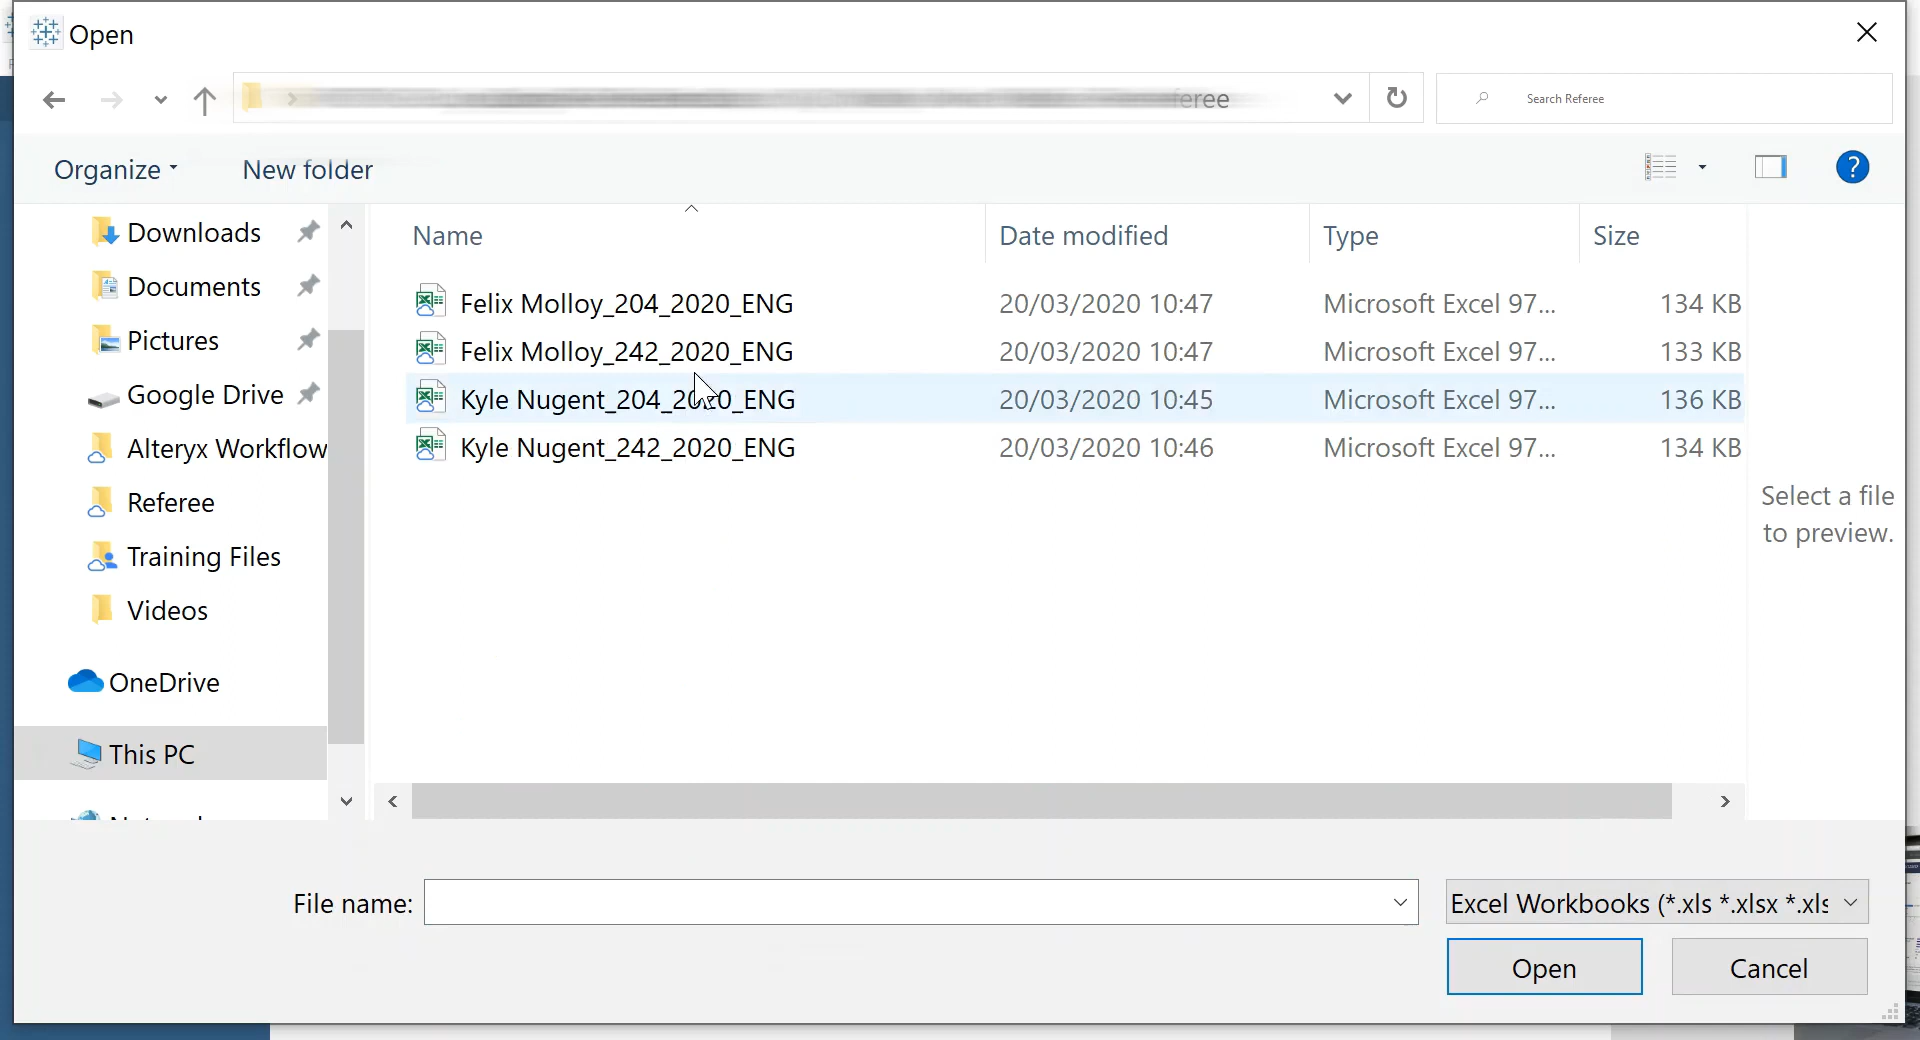 Open
eree
Search Referee
Organize
New folder
?
Downloads
Documents
Pictures
Google Drive
Alteryx Workflow
Referee
Training Files
Videos
OneDrive
This PC
Name Date modified Type Size
Felix Molloy_204_2020_ENG 20/03/2020 10:47 Microsoft Excel 97... 134 KB
Felix Molloy_242_2020_ENG 20/03/2020 10:47 Microsoft Excel 97... 133 KB
Kyle Nugent_204_2020_ENG 20/03/2020 10:45 Microsoft Excel 97... 136 KB
Kyle Nugent_242_2020_ENG 20/03/2020 10:46 Microsoft Excel 97... 134 KB
Select a file
to preview.
File name:
Excel Workbooks (*.xls *.xlsx *.xls
Open
Cancel